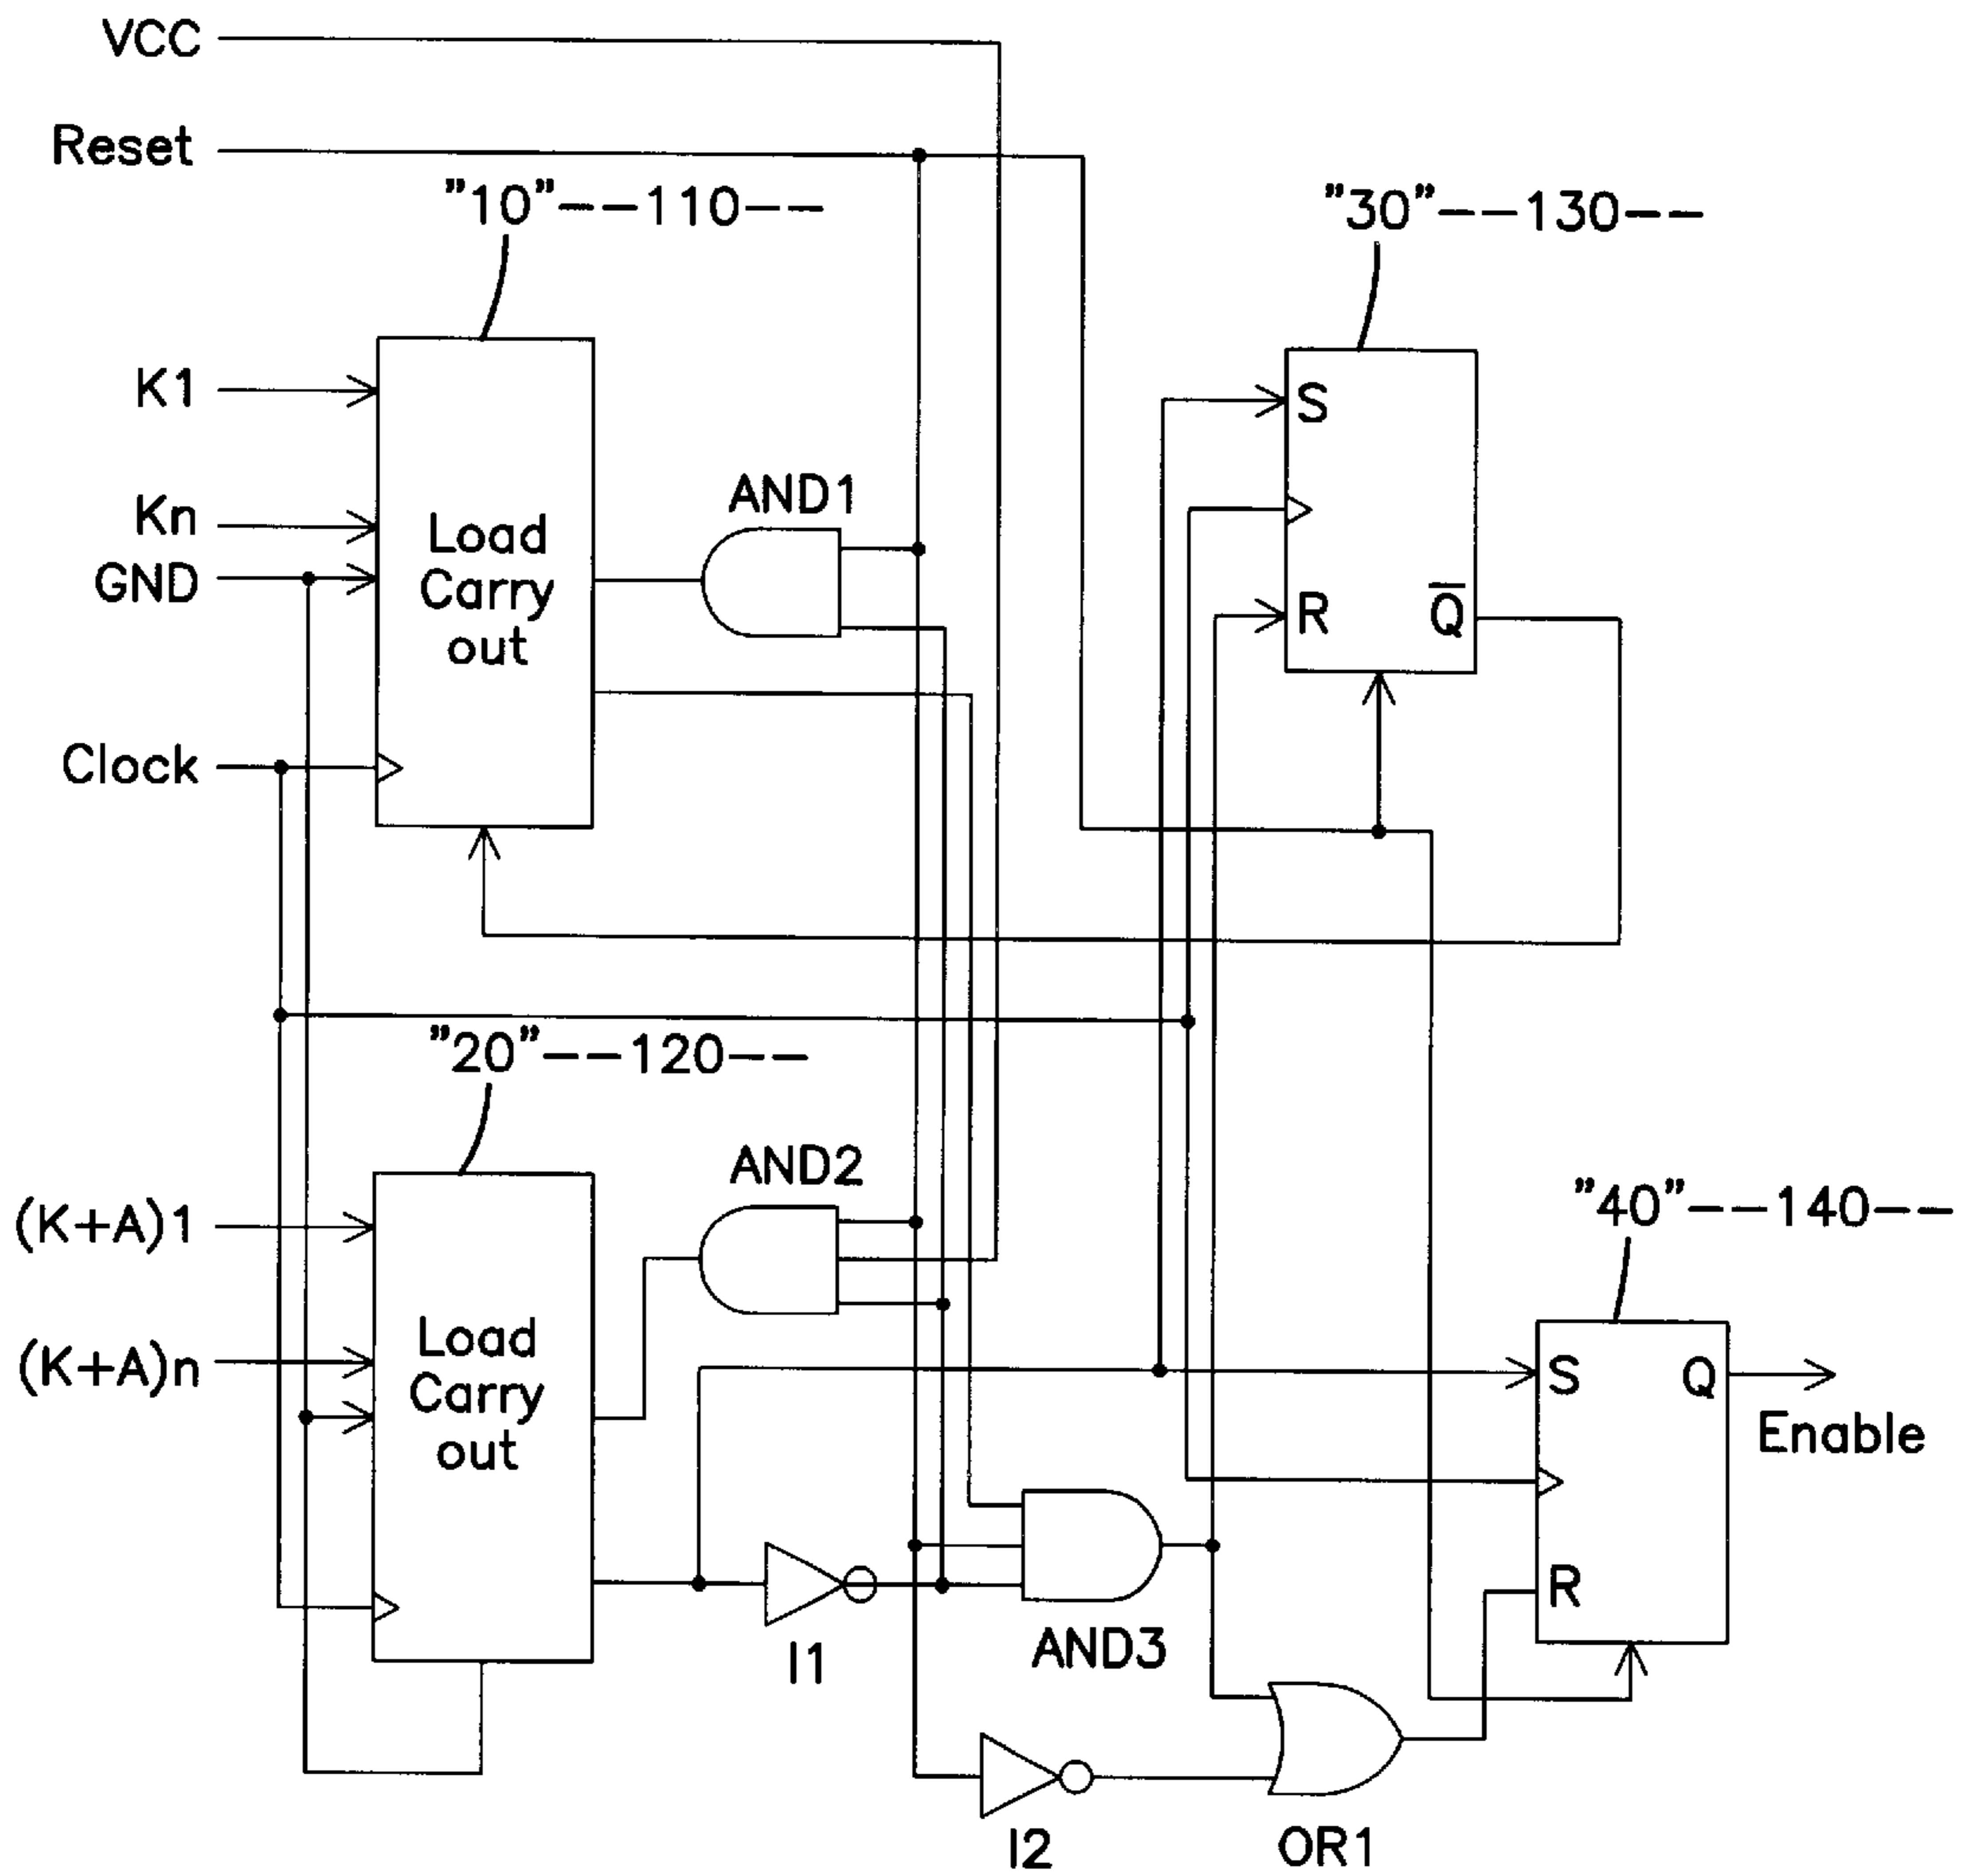 VCC
Reset
"10"--110--
"30"--130--
K1
S
AND1
Kn
Load
GND
Carry
R
Q̅
out
Clock
"20"--120--
AND2
"40"--140--
(K+A)1
Load
(K+A)n
S
Q
Carry
Enable
out
R
I1
AND3
I2
OR1